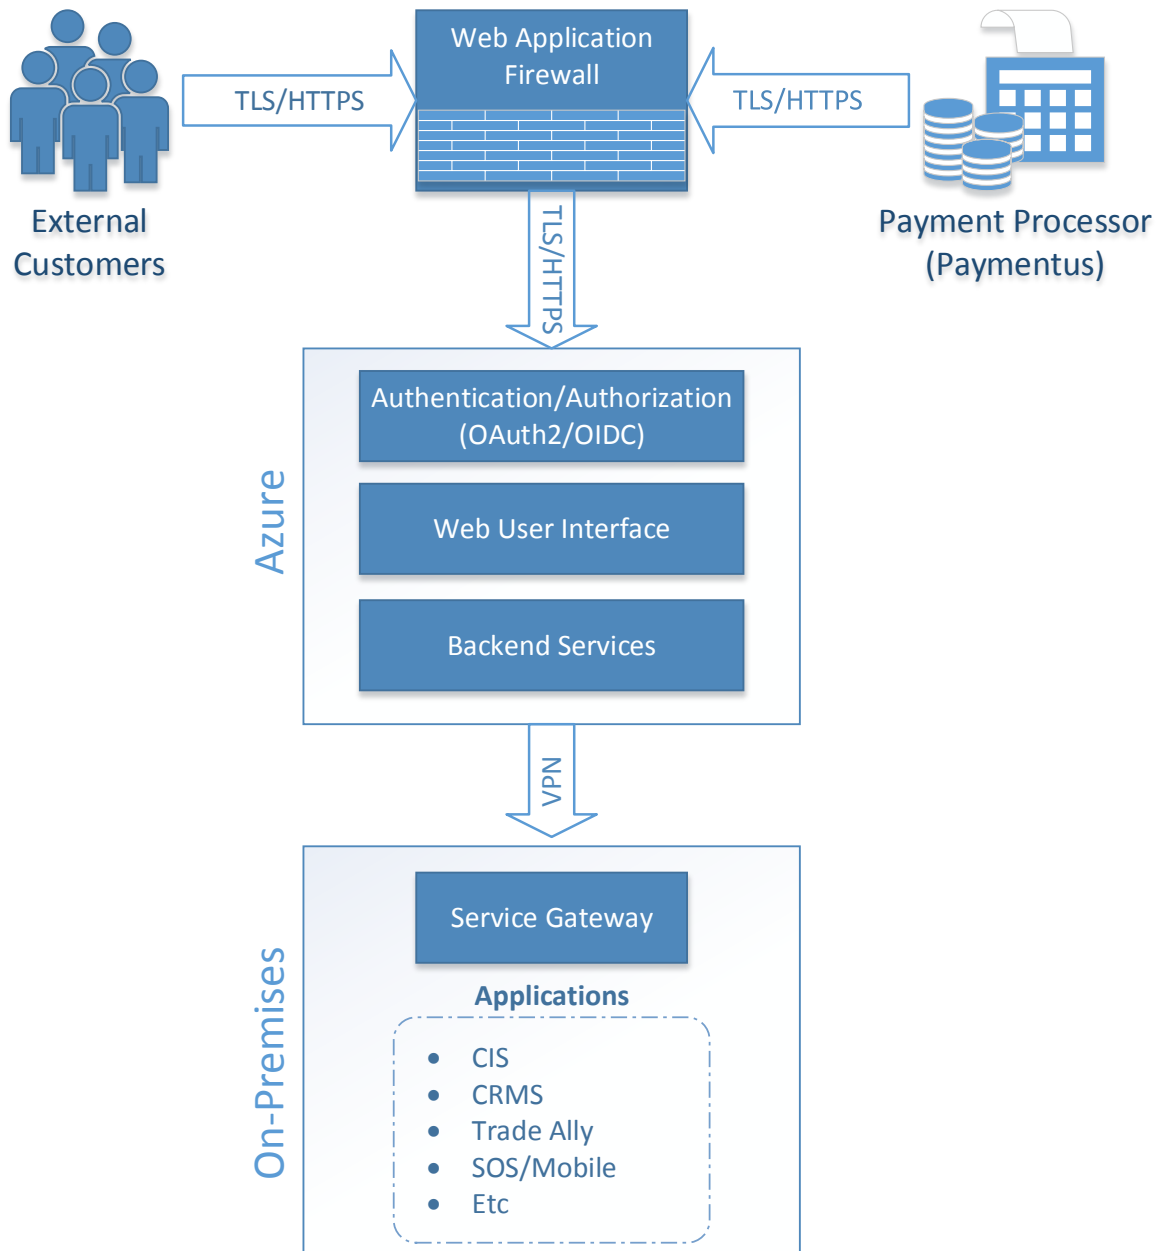 Web Application
Firewall
TLS/HTTPS
TLS/HTTPS
External
Customers
Payment Processor
(Paymentus)
TLS/HTTPS
Azure
Authentication/Authorization
(OAuth2/OIDC)
Web User Interface
Backend Services
VPN
On-Premises
Service Gateway
Applications
• CIS
• CRMS
• Trade Ally
• SOS/Mobile
• Etc